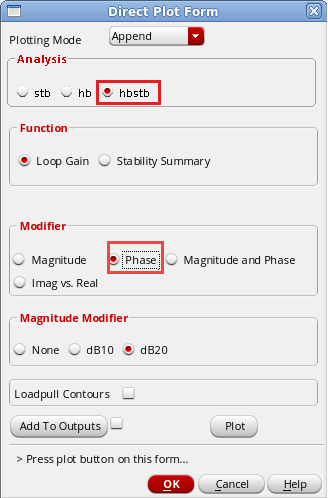 Direct Plot Form
Plotting Mode Append
Analysis
stb hb hbstb
Function
Loop Gain Stability Summary
Modifier
Magnitude Phase Magnitude and Phase
Imag vs. Real
Magnitude Modifier
None dB10 dB20
Loadpull Contours
Add To Outputs Plot
> Press plot button on this form...
OK Cancel Help